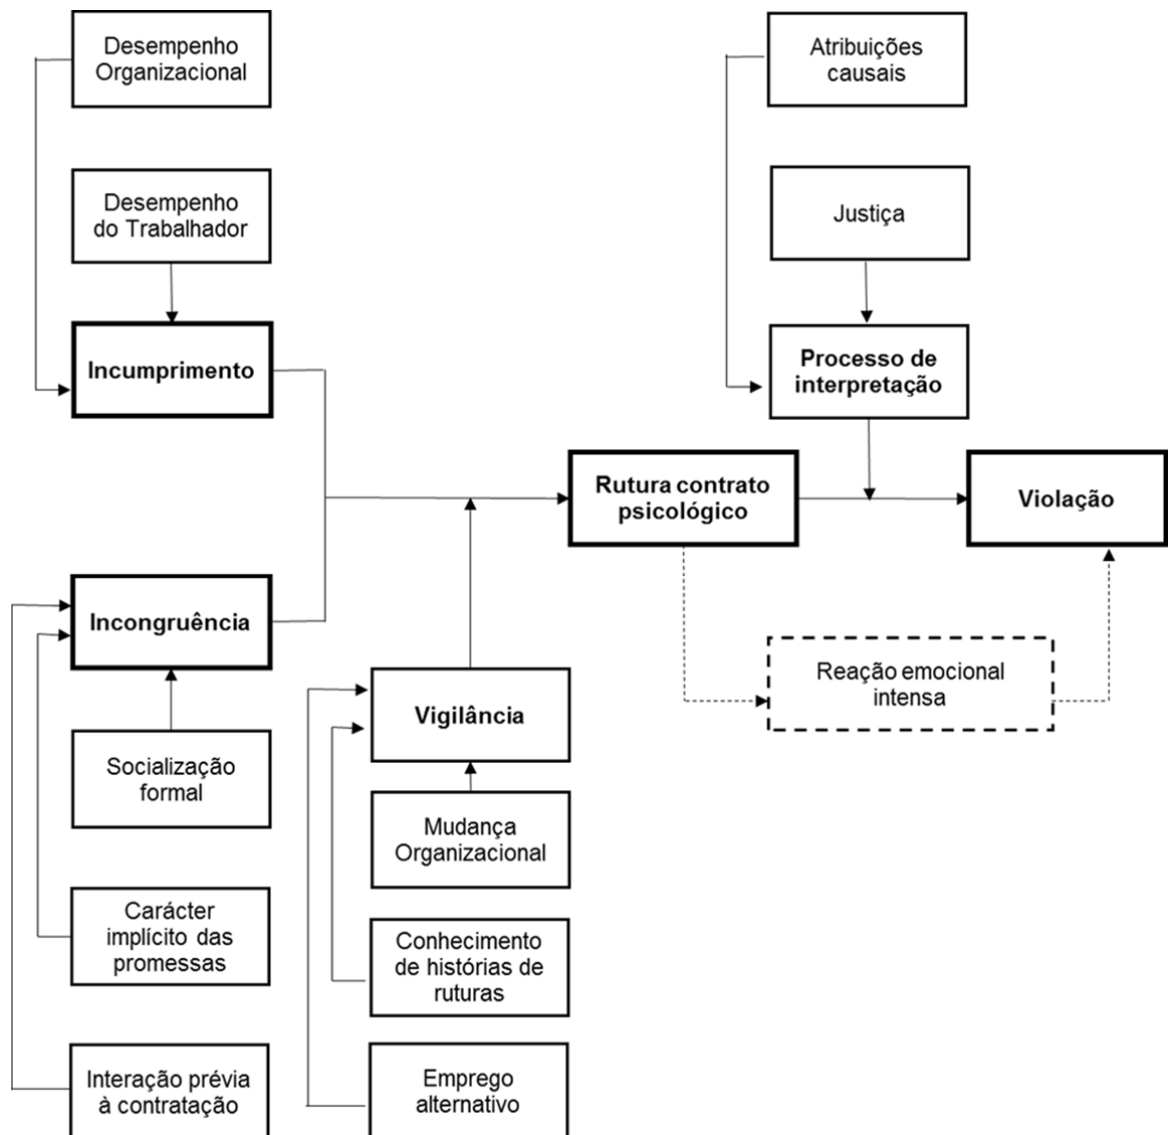 Desempenho
Organizacional
Desempenho
do Trabalhador
Incumprimento
Incongruência
Socialização
formal
Carácter
implícito das
promessas
Interação prévia
à contratação
Vigilância
Mudança
Organizacional
Conhecimento
de histórias de
ruturas
Emprego
alternativo
Atribuições
causais
Justiça
Processo de
interpretação
Rutura contrato
psicológico
Violação
Reação emocional
intensa